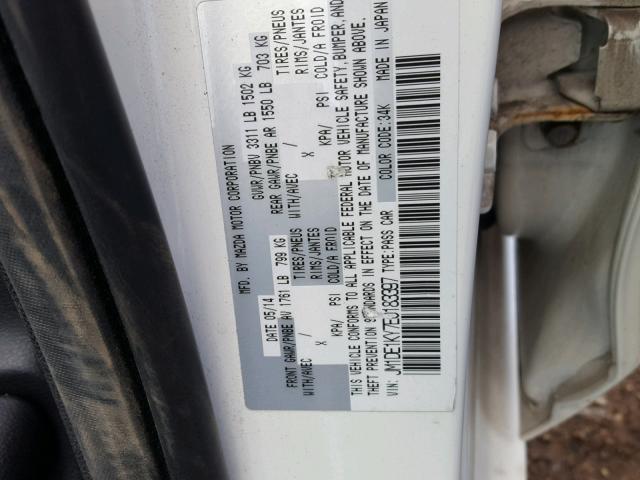 MFD. BY MAZDA MOTOR CORPORATION
DATE 05/14 GVWR/PNBV 3311 LB 1502 KG
FRONT GAWR/PNBE AV 1761 LB 799 KG REAR GAWR/PNBE AR 1550 LB 703 KG
WITH/AVEC TIRES/PNEUS WITH/AVEC TIRES/PNEUS
X RIMS/JANTES X RIMS/JANTES
KPA/ PSI COLD/A FROID KPA/ PSI COLD/A FROID
THIS VEHICLE CONFORMS TO ALL APPLICABLE FEDERAL MOTOR VEHICLE SAFETY, BUMPER, AND
THEFT PREVENTION STANDARDS IN EFFECT ON THE DATE OF MANUFACTURE SHOWN ABOVE.
VIN: JM1DE1KY7E0183397 TYPE:PASS CAR COLOR CODE:34K MADE IN JAPAN